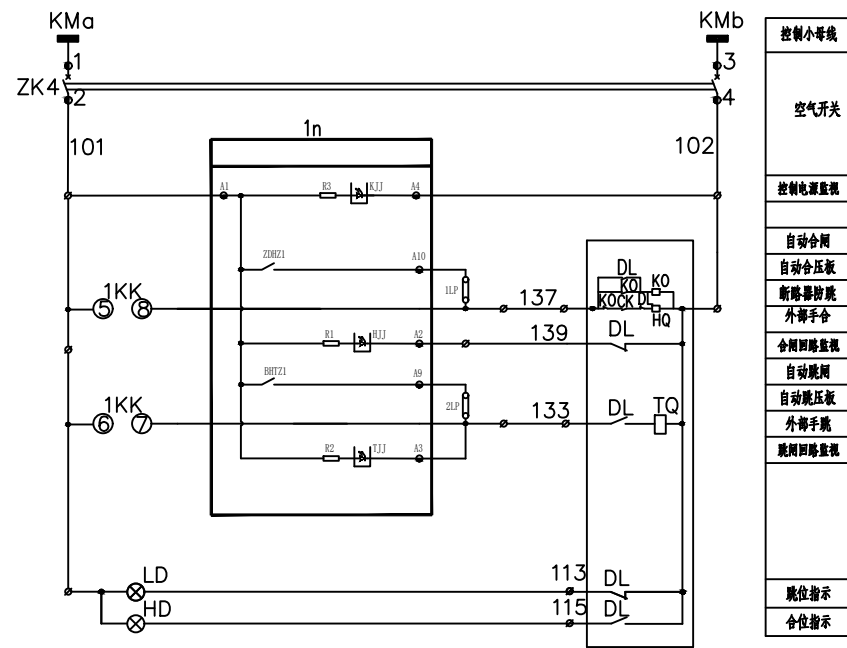 KMa
KMb
控制小母线
1
3
ZK4
2
4
空气开关
101
1n
102
A1
R3
KJJ
A4
控制电源监视
ZDHZ1
A10
自动合闸
DL
KO
KO
自动合压板
1KK
5
8
1LP
137
KO
CK
DL
HQ
断路器防跳
外部手合
R1
HJJ
A2
139
DL
合闸回路监视
BHTZ1
A9
自动跳闸
1KK
6
7
2LP
133
DL
TQ
自动跳压板
外部手跳
R2
TJJ
A3
跳闸回路监视
LD
113
DL
跳位指示
HD
115
DL
合位指示